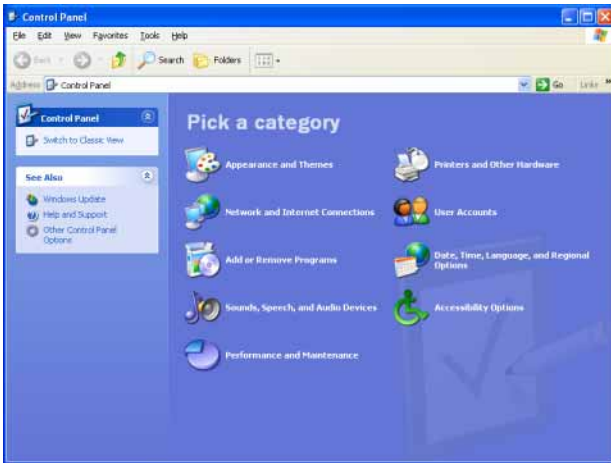 Control Panel
File Edit View Favorites Tools Help
Back Search Folders
Address Control Panel Go Links »
Control Panel
Switch to Classic View
See Also
Windows Update
Help and Support
Other Control Panel
Options
Pick a category
Appearance and Themes
Printers and Other Hardware
Network and Internet Connections
User Accounts
Add or Remove Programs
Date, Time, Language, and Regional
Options
Sounds, Speech, and Audio Devices
Accessibility Options
Performance and Maintenance